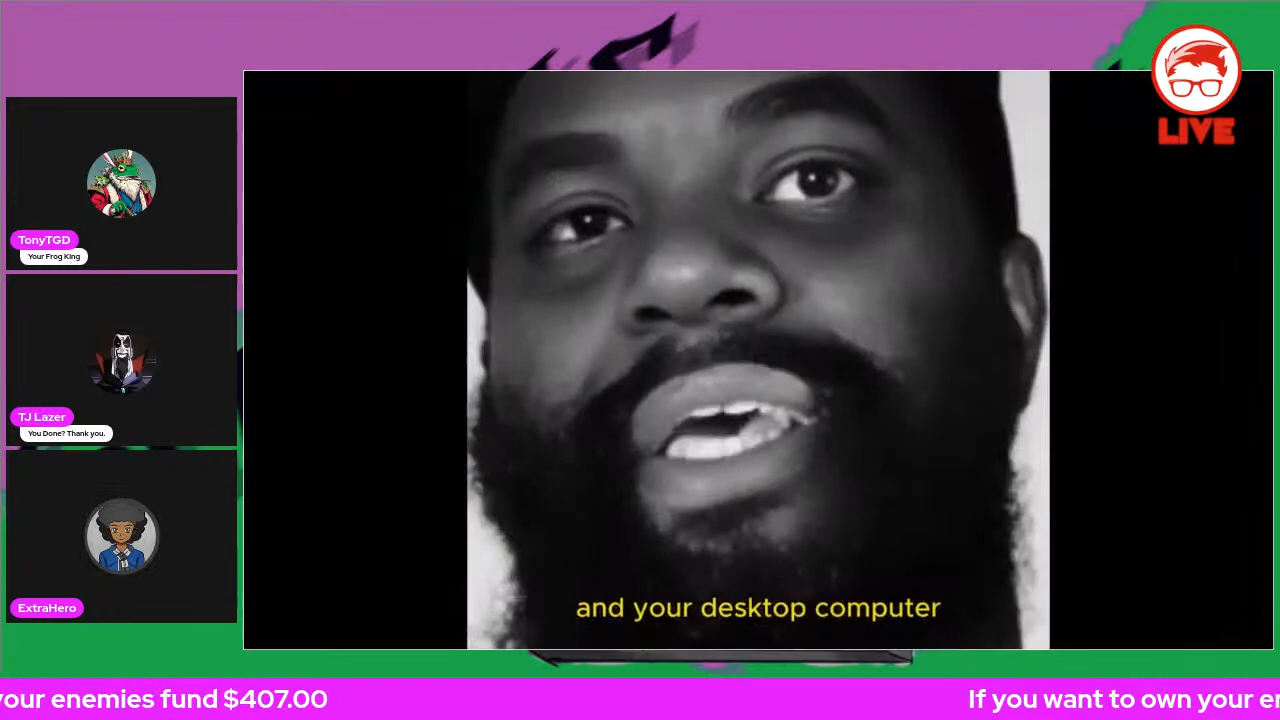 LIVE
TonyTGD
Your Frog King
TJ Lazer
You Done? Thank you.
ExtraHero
and your desktop computer
your enemies fund $407.00
If you want to own your en